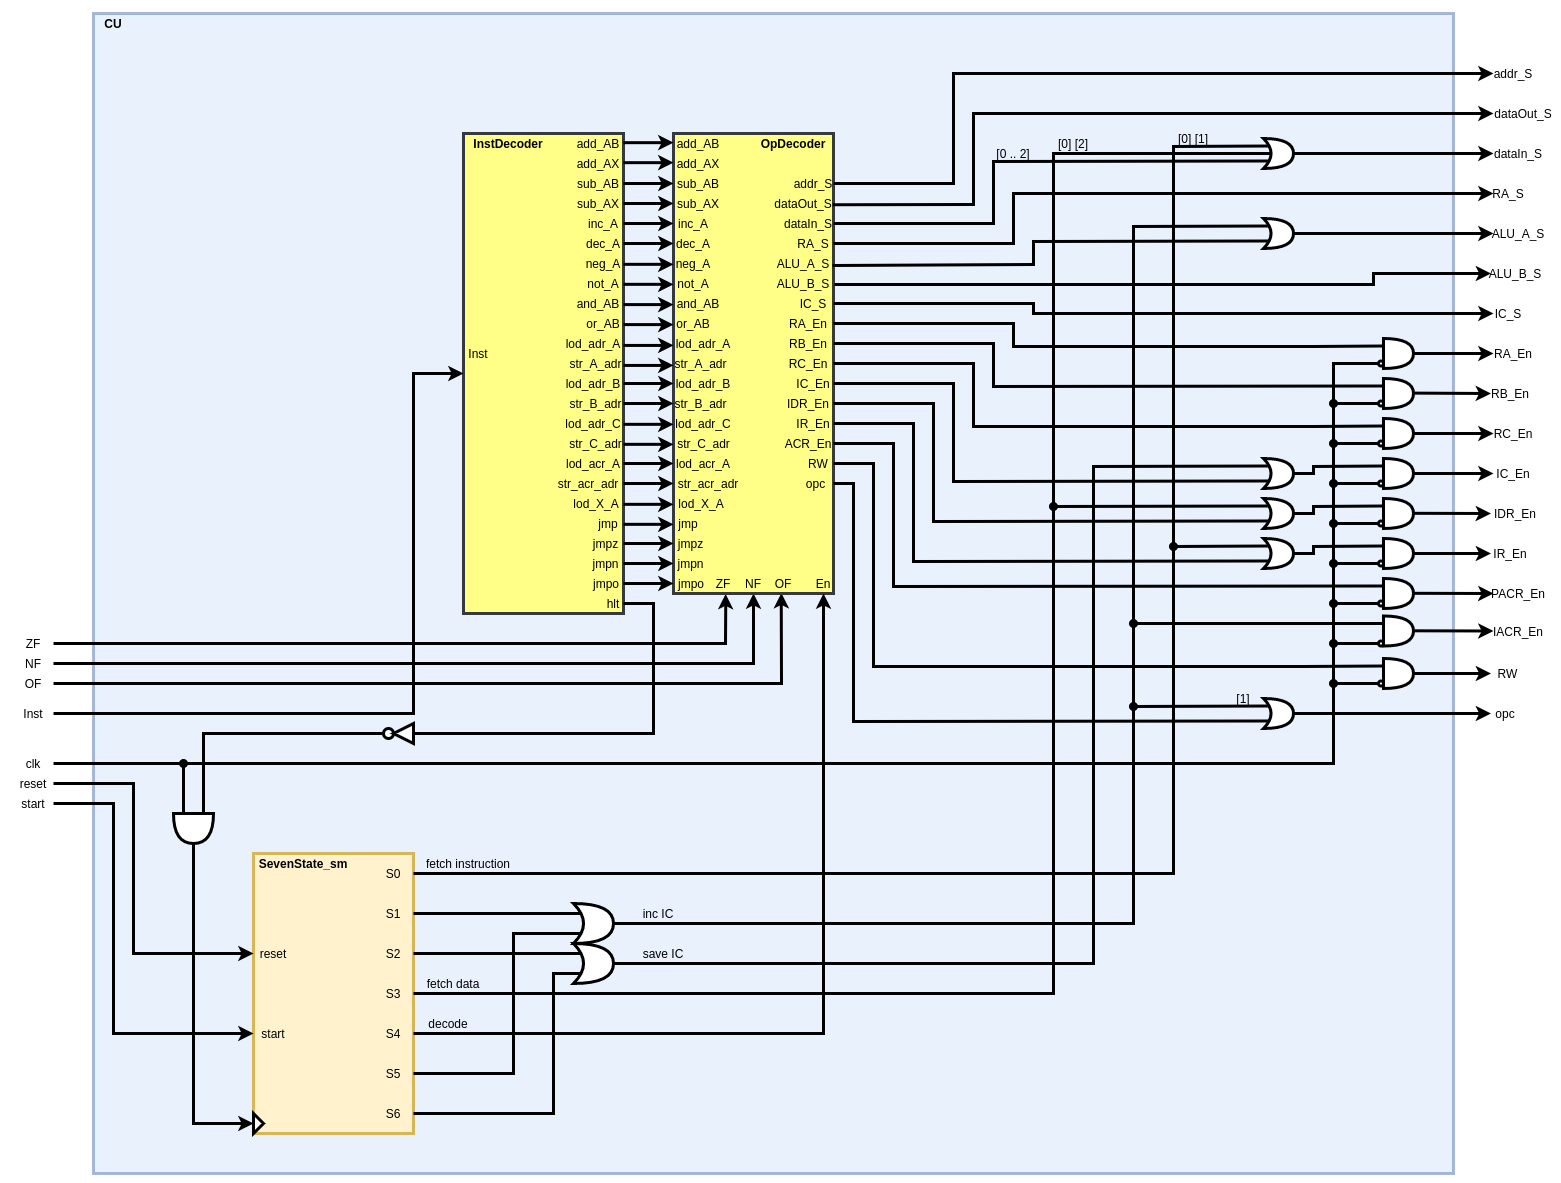 CU
addr_S
dataOut_S
dataIn_S
RA_S
ALU_A_S
ALU_B_S
IC_S
RA_En
RB_En
RC_En
IC_En
IDR_En
IR_En
PACR_En
IACR_En
RW
opc
[0 .. 2]
[0] [2]
[0] [1]
[1]
InstDecoder
Inst
add_AB
add_AX
sub_AB
sub_AX
inc_A
dec_A
neg_A
not_A
and_AB
or_AB
lod_adr_A
str_A_adr
lod_adr_B
str_B_adr
lod_adr_C
str_C_adr
lod_acr_A
str_acr_adr
lod_X_A
jmp
jmpz
jmpn
jmpo
hlt
OpDecoder
add_AB
add_AX
sub_AB
sub_AX
inc_A
dec_A
neg_A
not_A
and_AB
or_AB
lod_adr_A
str_A_adr
lod_adr_B
str_B_adr
lod_adr_C
str_C_adr
lod_acr_A
str_acr_adr
lod_X_A
jmp
jmpz
jmpn
jmpo
ZF
NF
OF
En
addr_S
dataOut_S
dataIn_S
RA_S
ALU_A_S
ALU_B_S
IC_S
RA_En
RB_En
RC_En
IC_En
IDR_En
IR_En
ACR_En
RW
opc
ZF
NF
OF
Inst
clk
reset
start
SevenState_sm
reset
start
S0
S1
S2
S3
S4
S5
S6
fetch instruction
inc IC
save IC
fetch data
decode